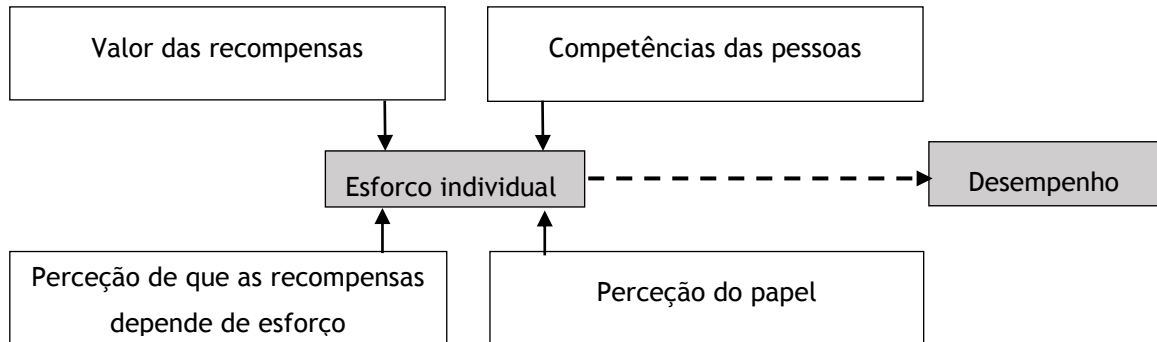 Valor das recompensas
Competências das pessoas
Esforco individual
Desempenho
Perceção de que as recompensas
depende de esforço
Perceção do papel